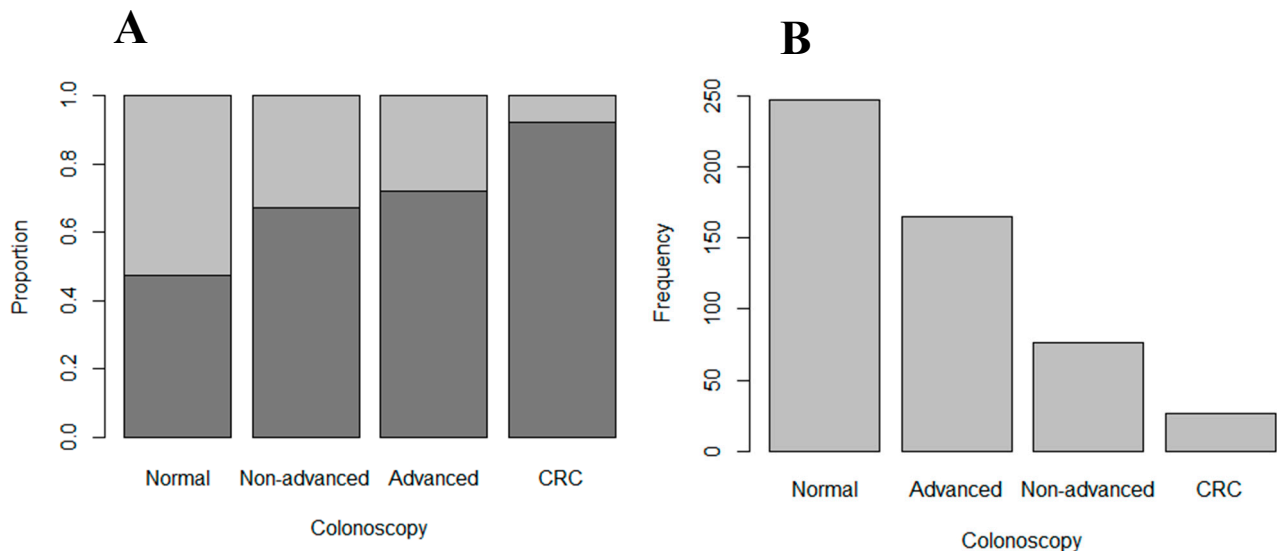 A
Proportion
1.0
0.8
0.6
0.4
0.2
0.0
Normal Non-advanced Advanced CRC
Colonoscopy
B
Frequency
250
200
150
100
50
0
Normal Advanced Non-advanced CRC
Colonoscopy